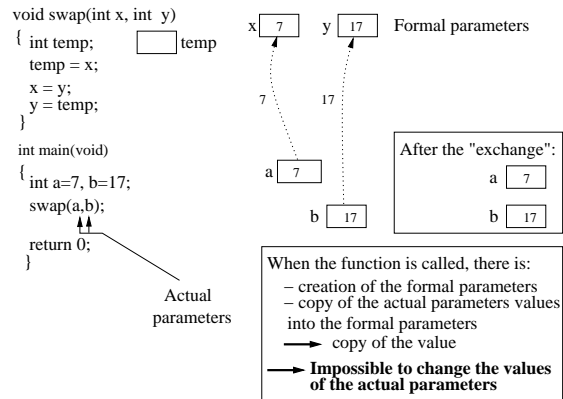 void swap(int x, int y)
{ int temp;
temp
temp = x;
x = y;
y = temp;
}
x 7 y 17 Formal parameters
7 17
int main(void)
{
int a=7, b=17;
swap(a,b);
return 0;
}
Actual
parameters
a 7
b 17
After the "exchange":
a 7
b 17
When the function is called, there is:
– creation of the formal parameters
– copy of the actual parameters values
into the formal parameters
copy of the value
Impossible to change the values
of the actual parameters